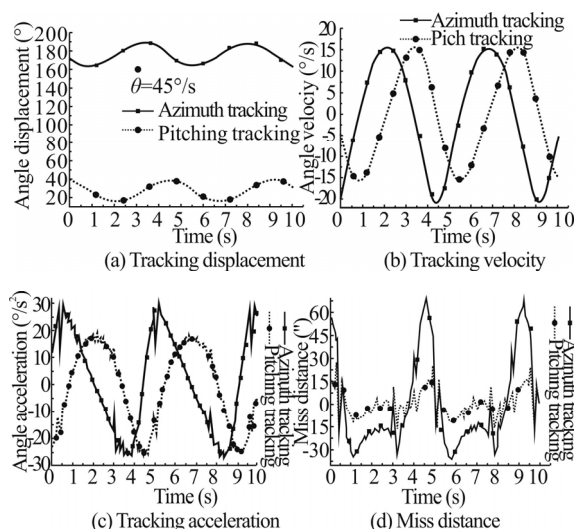 Angle displacement (°)
200
180
160
140
120
100
80
60
40
20
θ=45°/s
Azimuth tracking
Pitching tracking
0 1 2 3 4 5 6 7 8 9 10
Time (s)
(a) Tracking displacement
Angle velociy (°/s)
20
15
10
5
0
-5
-10
-15
-20
Azimuth tracking
Pich tracking
0 1 2 3 4 5 6 7 8 9 10
Time (s)
(b) Tracking velocity
Angle acceleration (°/s²)
30
20
10
0
-10
-20
-30
0 1 2 3 4 5 6 7 8 9 10
Time (s)
Pitching tracking
Azimuth tracking
(c) Tracking acceleration
Miss distance (")
60
45
30
15
0
-15
-30
0 1 2 3 4 5 6 7 8 9 10
Time (s)
Pitching tracking
Azimuth tracking
(d) Miss distance